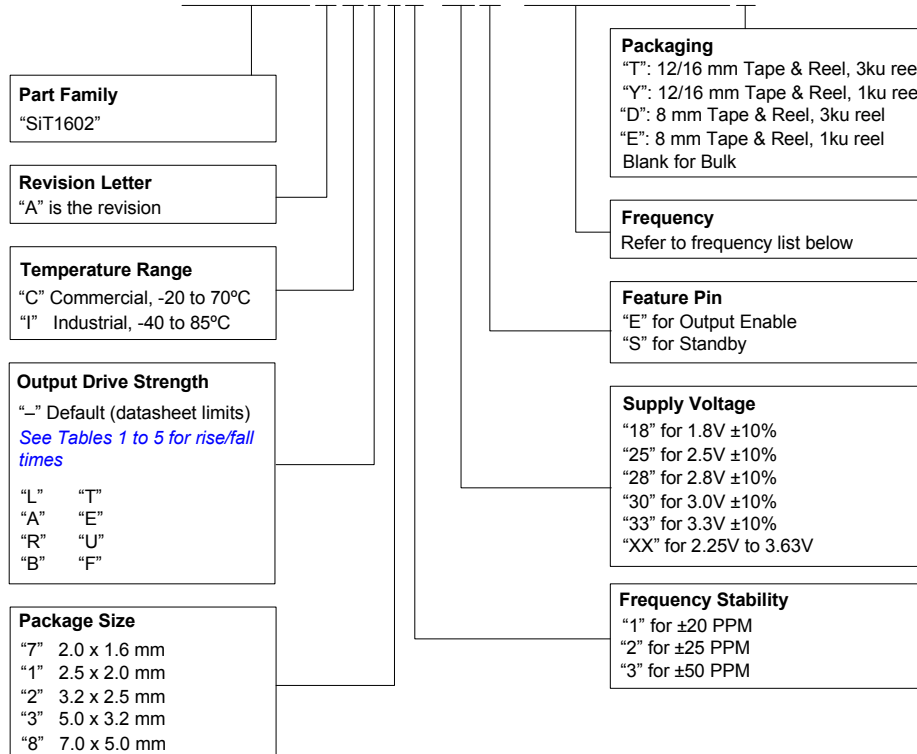 Part Family
“SiT1602”
Revision Letter
“A” is the revision
Temperature Range
“C” Commercial, -20 to 70ºC
“I” Industrial, -40 to 85ºC
Output Drive Strength
“–” Default (datasheet limits)
See Tables 1 to 5 for rise/fall
times
“L” “T”
“A” “E”
“R” “U”
“B” “F”
Package Size
“7” 2.0 x 1.6 mm
“1” 2.5 x 2.0 mm
“2” 3.2 x 2.5 mm
“3” 5.0 x 3.2 mm
“8” 7.0 x 5.0 mm
Packaging
“T”: 12/16 mm Tape & Reel, 3ku ree
“Y”: 12/16 mm Tape & Reel, 1ku ree
“D”: 8 mm Tape & Reel, 3ku reel
“E”: 8 mm Tape & Reel, 1ku reel
Blank for Bulk
Frequency
Refer to frequency list below
Feature Pin
“E” for Output Enable
“S” for Standby
Supply Voltage
“18” for 1.8V ±10%
“25” for 2.5V ±10%
“28” for 2.8V ±10%
“30” for 3.0V ±10%
“33” for 3.3V ±10%
“XX” for 2.25V to 3.63V
Frequency Stability
“1” for ±20 PPM
“2” for ±25 PPM
“3” for ±50 PPM